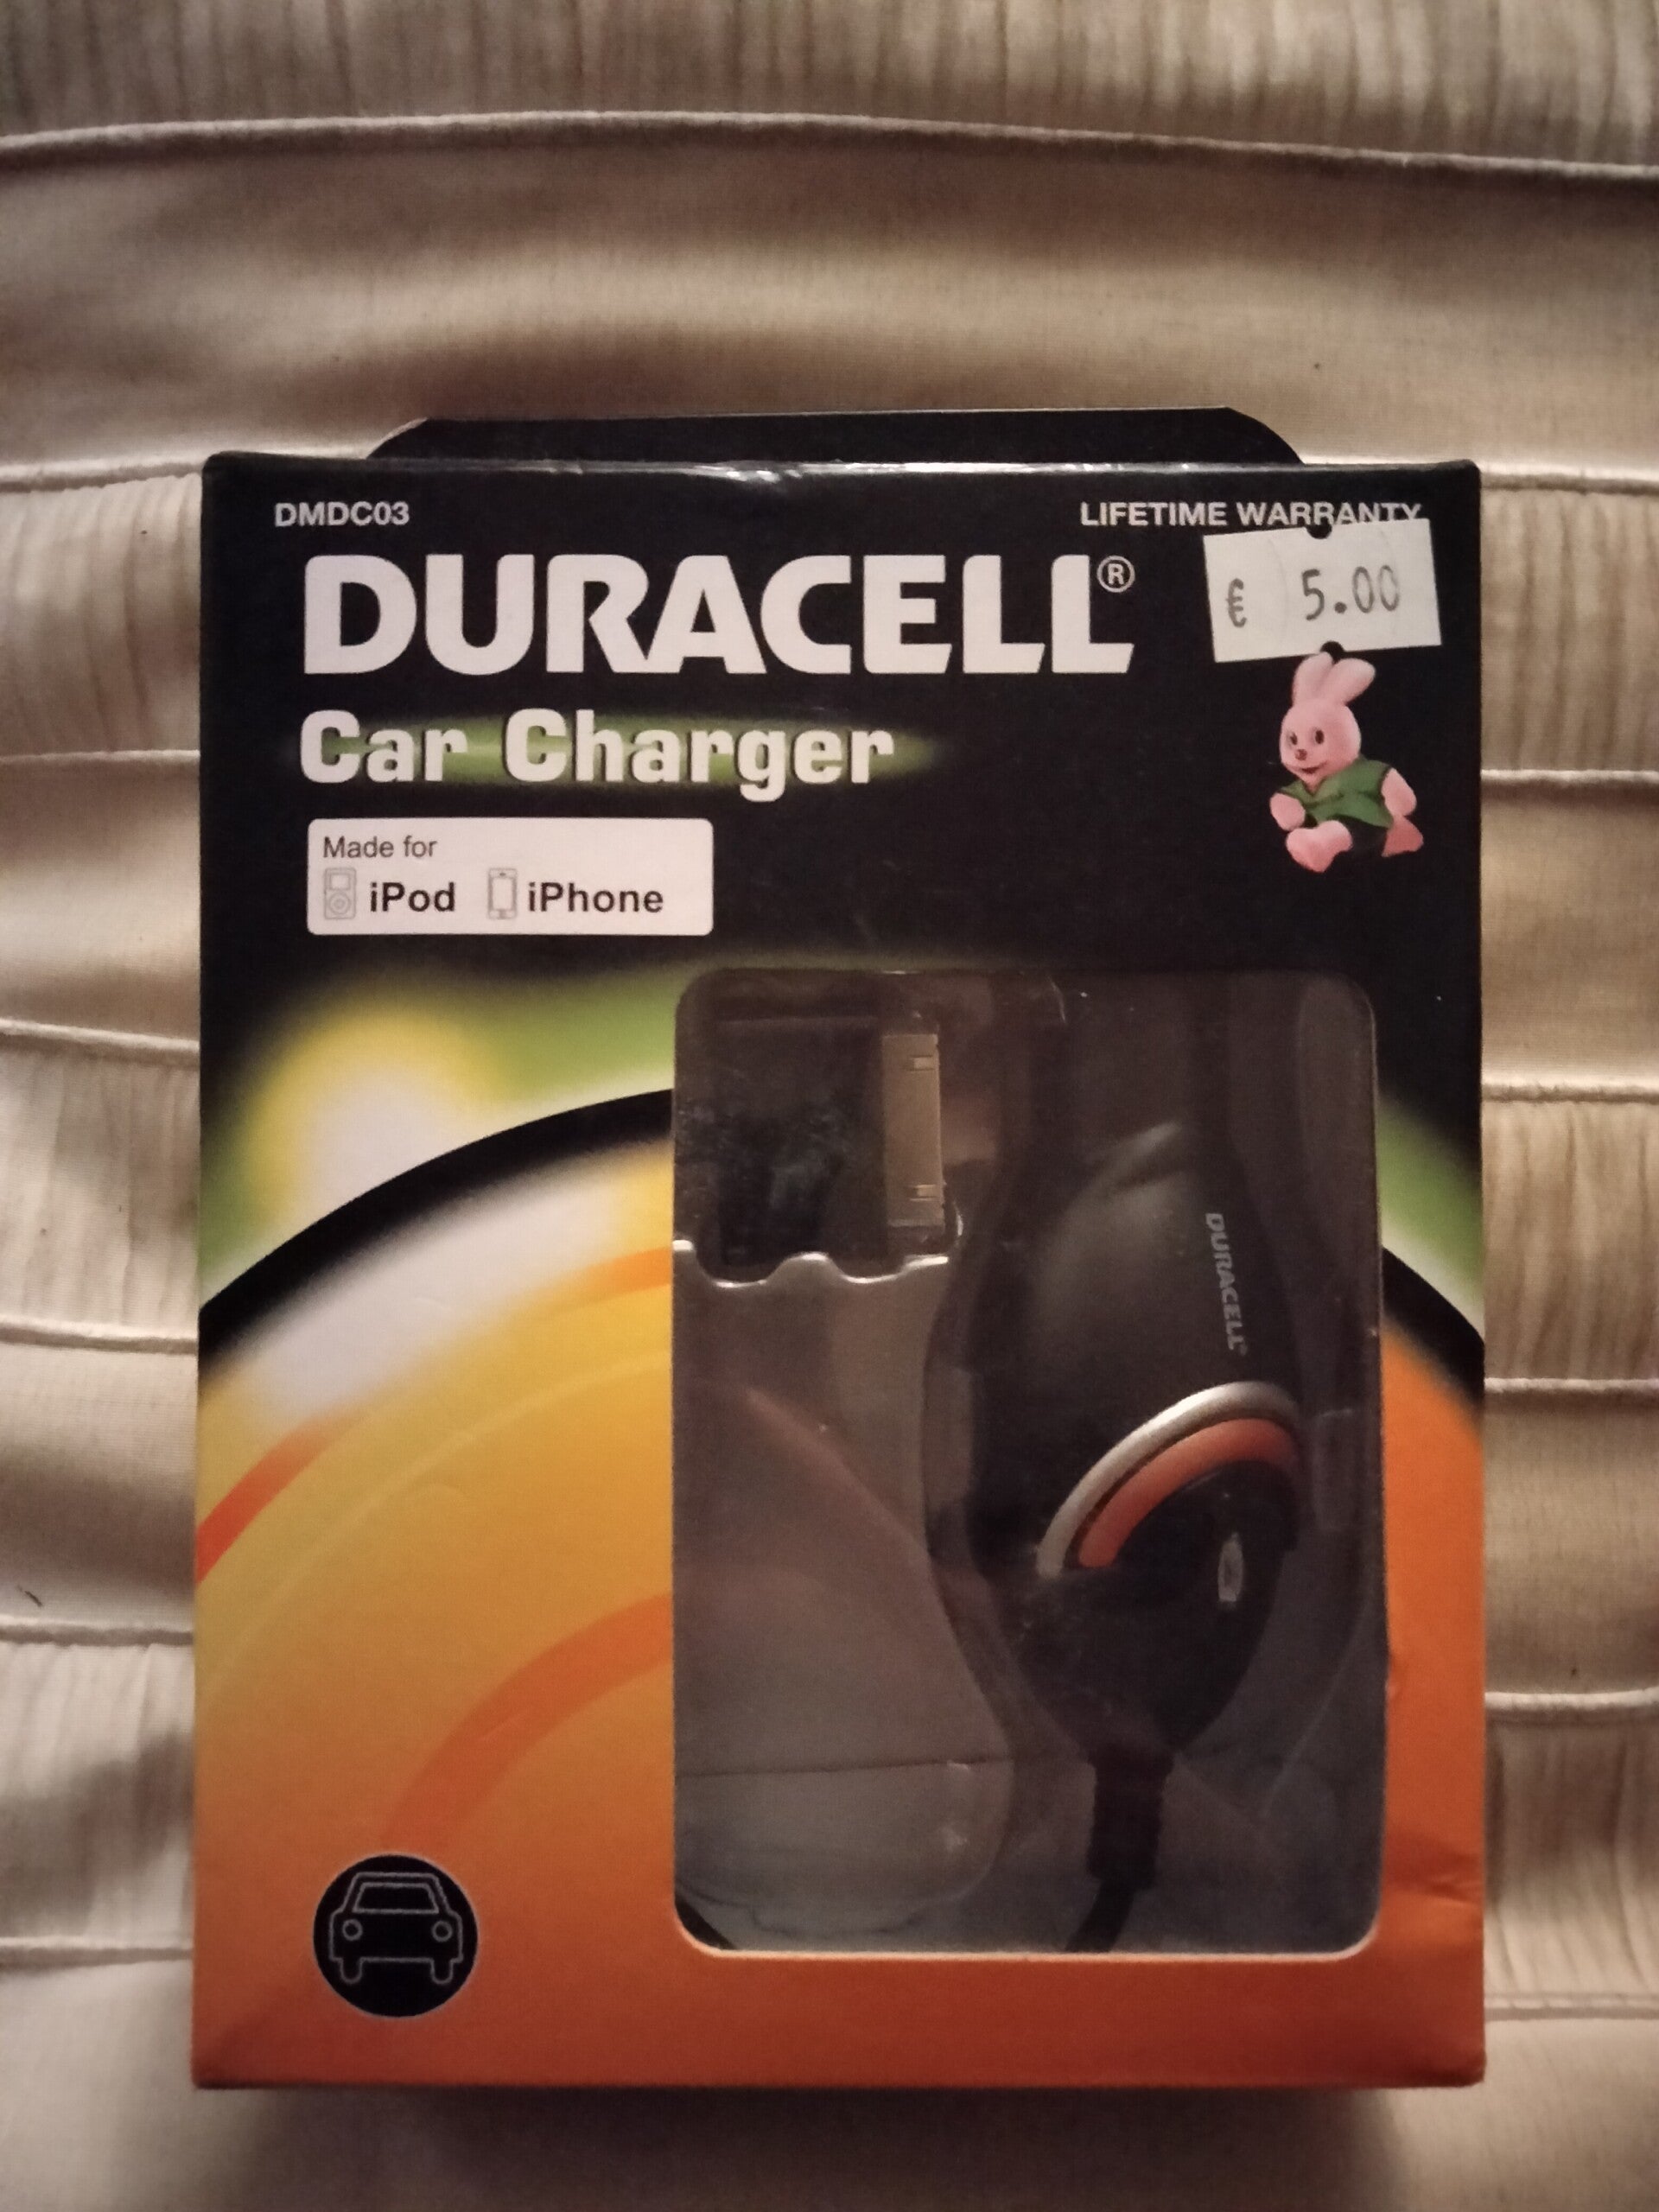 DMDC03
LIFETIME WARRANTY
DURACELL®
€ 5.00
Car Charger
Made for
iPod iPhone
DURACELL®